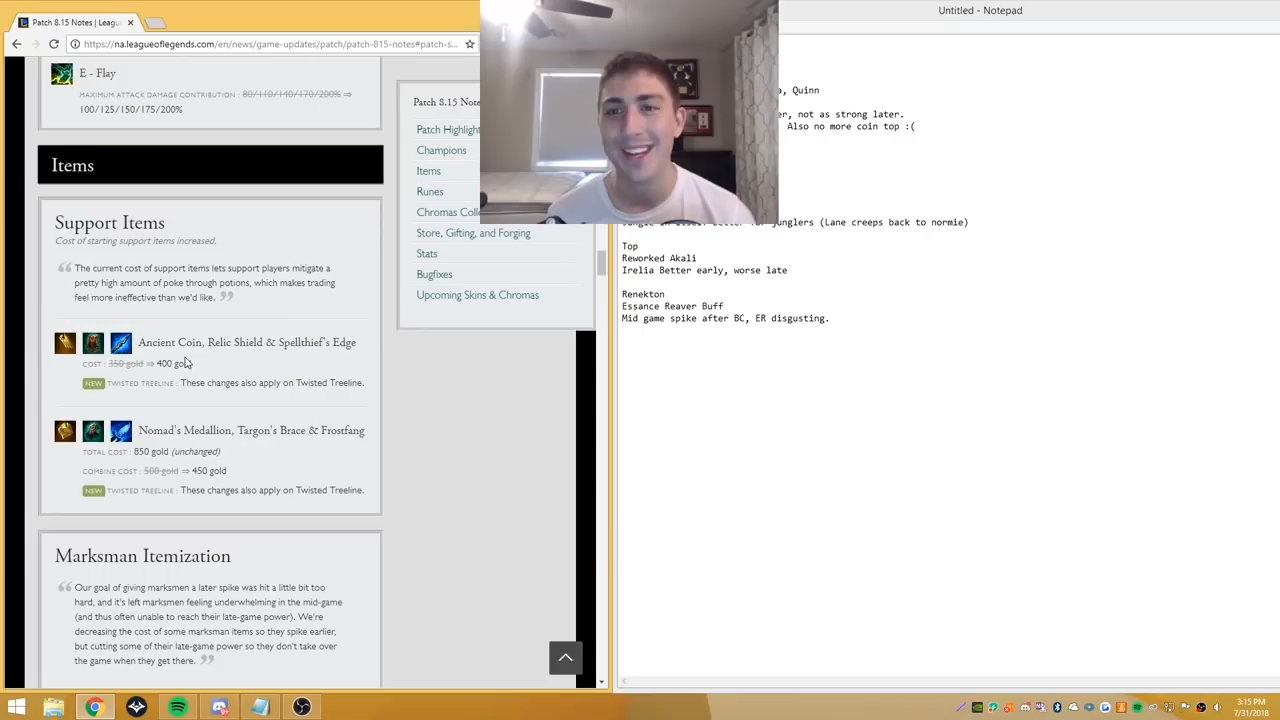 Patch 8.15 Notes | Leagu
Untitled - Notepad
https://na.leagueoflegends.com/en/news/game-updates/patch/patch-815-notes#patch-s...
E - Flay
MAXIMUM ATTACK DAMAGE CONTRIBUTION : 80/110/140/170/200% ⇒
100/125/150/175/200%
Items
Support Items
Cost of starting support items increased.
The current cost of support items lets support players mitigate a
pretty high amount of poke through potions, which makes trading
feel more ineffective than we'd like.
Ancient Coin, Relic Shield & Spellthief's Edge
COST : 350 gold ⇒ 400 gold
NEW TWISTED TREELINE : These changes also apply on Twisted Treeline.
Nomad's Medallion, Targon's Brace & Frostfang
TOTAL COST : 850 gold (unchanged)
COMBINE COST : 500 gold ⇒ 450 gold
NEW TWISTED TREELINE : These changes also apply on Twisted Treeline.
Marksman Itemization
Our goal of giving marksmen a later spike was hit a little bit too
hard, and it's left marksmen feeling underwhelming in the mid-game
(and thus often unable to reach their late-game power). We're
decreasing the cost of some marksman items so they spike earlier,
but cutting some of their late-game power so they don't take over
the game when they get there.
Patch 8.15 Notes
Patch Highlight
Champions
Items
Runes
Chromas Coll
Store, Gifting, and Forging
Stats
Bugfixes
Upcoming Skins & Chromas
a, Quinn
er, not as strong later.
Also no more coin top :(
Jungle in itself better for junglers (Lane creeps back to normie)
Top
Reworked Akali
Irelia Better early, worse late
Renekton
Essance Reaver Buff
Mid game spike after BC, ER disgusting.
3:15 PM
7/31/2018